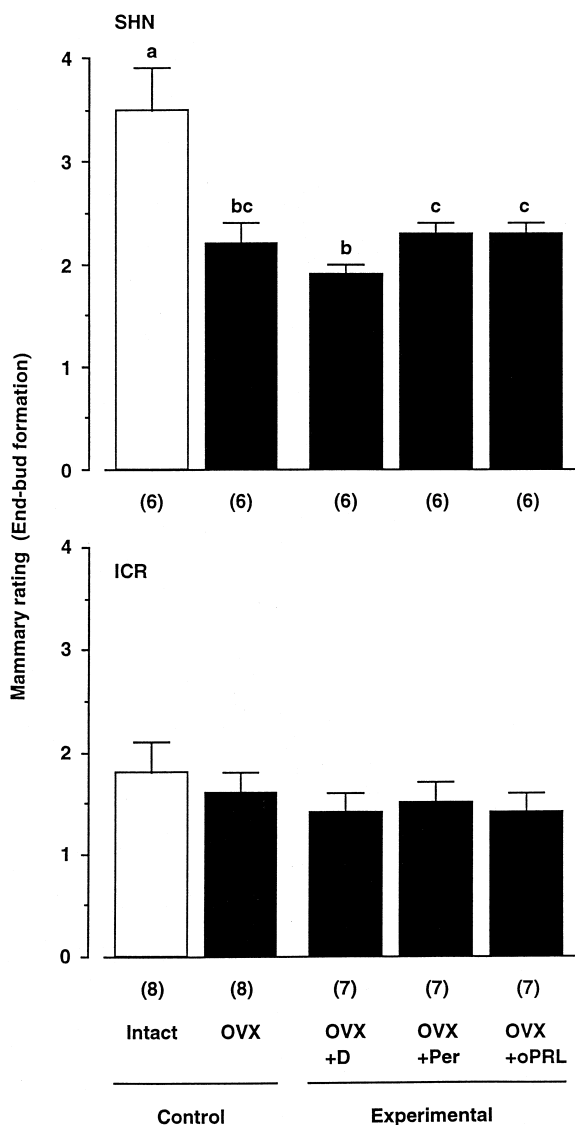 SHN
4
a
3
bc
c
c
b
2
1
0
(6)
(6)
(6)
(6)
(6)
Mammary rating (End-bud formation)
4
ICR
3
2
1
0
(8)
(8)
(7)
(7)
(7)
Intact
OVX
OVX
OVX
OVX
+D
+Per
+oPRL
Control
Experimental